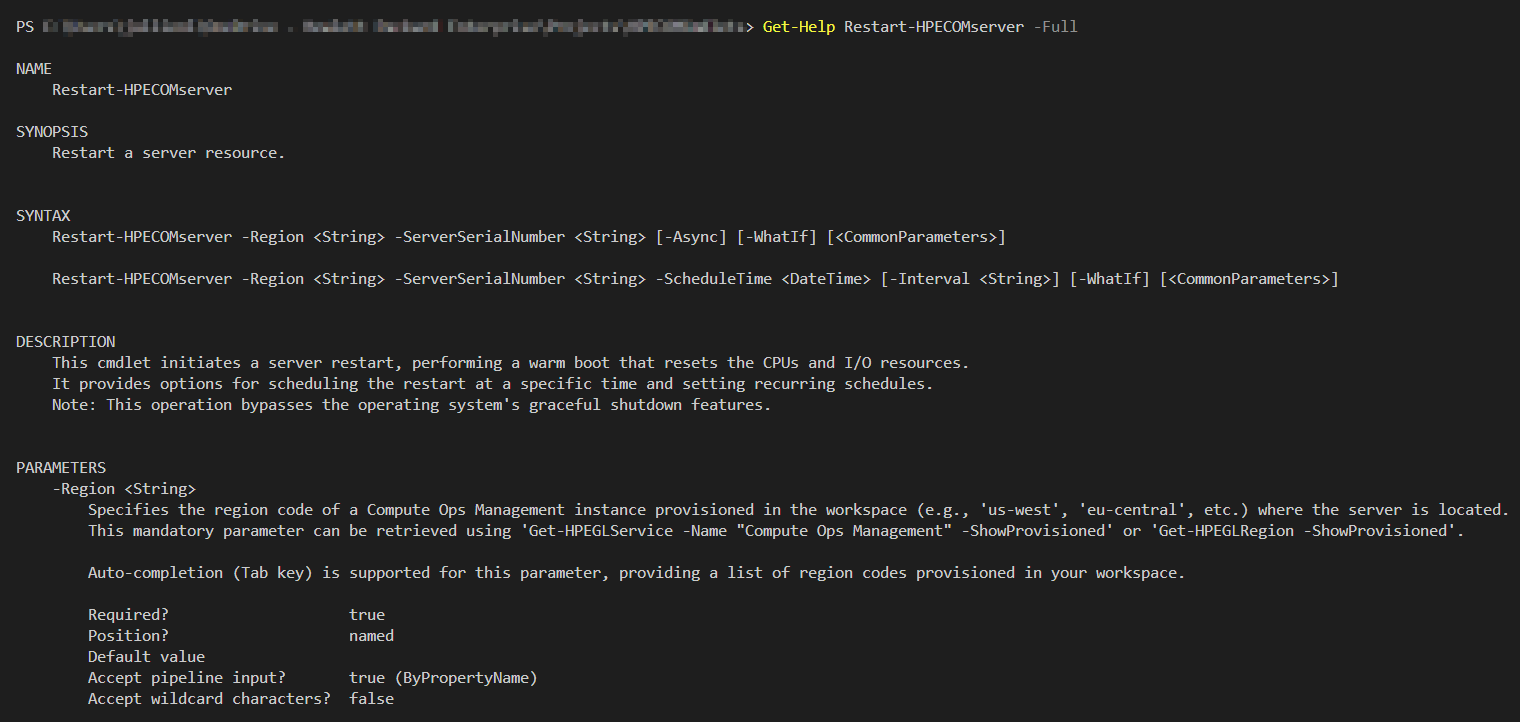 PS > Get-Help Restart-HPECOMserver -Full
NAME
Restart-HPECOMserver
SYNOPSIS
Restart a server resource.
SYNTAX
Restart-HPECOMserver -Region <String> -ServerSerialNumber <String> [-Async] [-WhatIf] [<CommonParameters>]
Restart-HPECOMserver -Region <String> -ServerSerialNumber <String> -ScheduleTime <DateTime> [-Interval <String>] [-WhatIf] [<CommonParameters>]
DESCRIPTION
This cmdlet initiates a server restart, performing a warm boot that resets the CPUs and I/O resources.
It provides options for scheduling the restart at a specific time and setting recurring schedules.
Note: This operation bypasses the operating system's graceful shutdown features.
PARAMETERS
-Region <String>
Specifies the region code of a Compute Ops Management instance provisioned in the workspace (e.g., 'us-west', 'eu-central', etc.) where the server is located.
This mandatory parameter can be retrieved using 'Get-HPEGLService -Name "Compute Ops Management" -ShowProvisioned' or 'Get-HPEGLRegion -ShowProvisioned'.
Auto-completion (Tab key) is supported for this parameter, providing a list of region codes provisioned in your workspace.
Required? true
Position? named
Default value
Accept pipeline input? true (ByPropertyName)
Accept wildcard characters? false